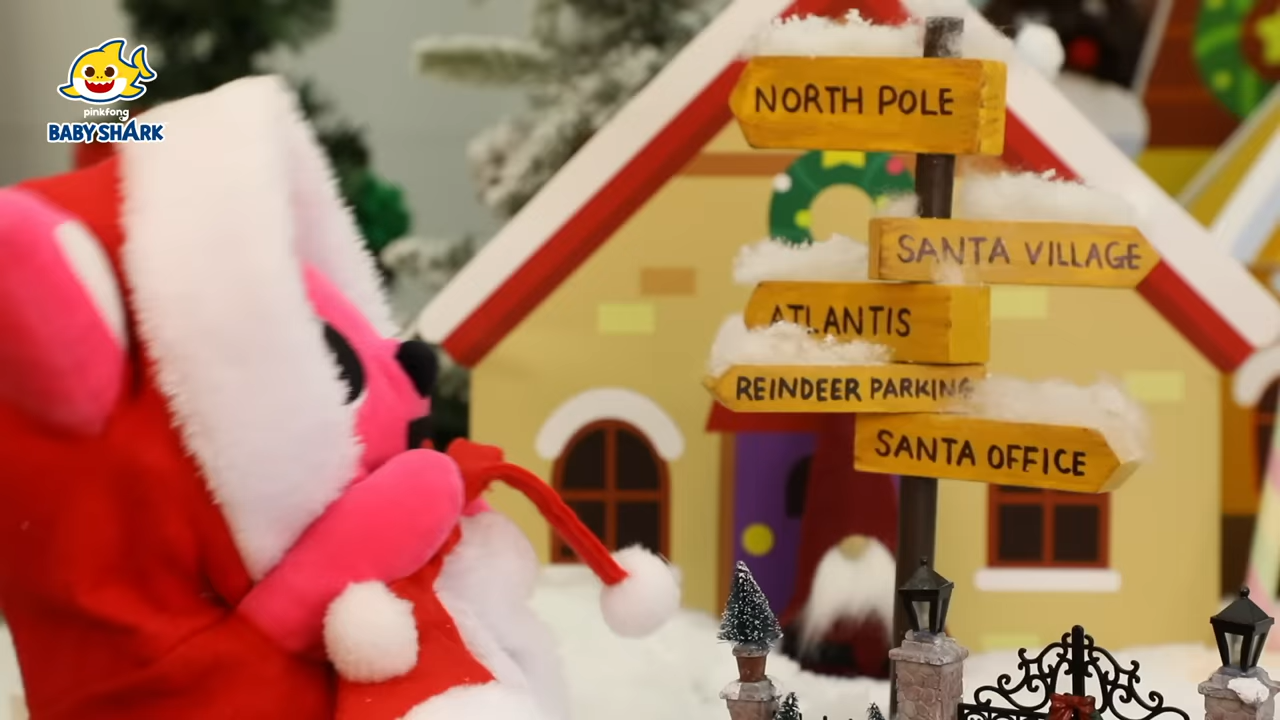 pinkfong
BABY SHARK
NORTH POLE
SANTA VILLAGE
ATLANTIS
REINDEER PARKING
SANTA OFFICE